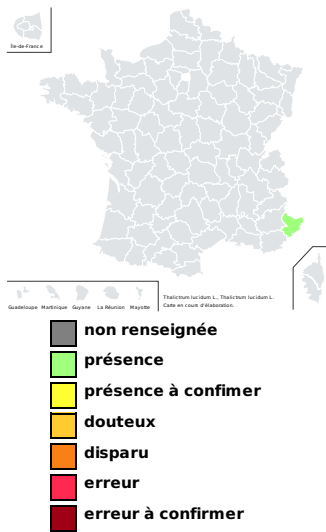 Île-de-France
Guadeloupe Martinique Guyane La Réunion Mayotte
Thalictrum lucidum L., Thalictrum lucidum L.
Carte en cours d'élaboration.
non renseignée
présence
présence à confimer
douteux
disparu
erreur
erreur à confirmer